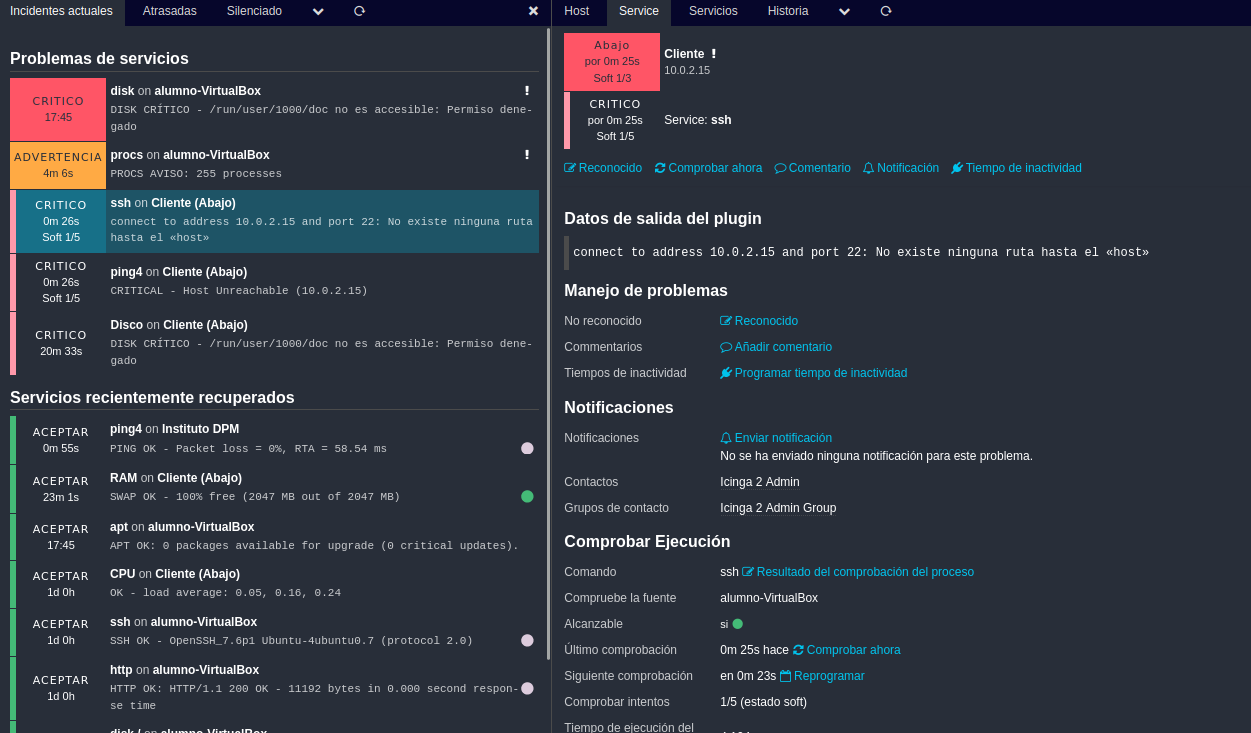 Incidentes actuales Atrasadas Silenciado
Problemas de servicios
CRITICO
17:45
disk on alumno-VirtualBox
DISK CRÍTICO - /run/user/1000/doc no es accesible: Permiso dene-
gado
ADVERTENCIA
4m 6s
procs on alumno-VirtualBox
PROCS AVISO: 255 processes
CRITICO
0m 26s
Soft 1/5
ssh on Cliente (Abajo)
connect to address 10.0.2.15 and port 22: No existe ninguna ruta
hasta el «host»
CRITICO
0m 26s
Soft 1/5
ping4 on Cliente (Abajo)
CRITICAL - Host Unreachable (10.0.2.15)
CRITICO
20m 33s
Disco on Cliente (Abajo)
DISK CRÍTICO - /run/user/1000/doc no es accesible: Permiso dene-
gado
Servicios recientemente recuperados
ACEPTAR
0m 55s
ping4 on Instituto DPM
PING OK - Packet loss = 0%, RTA = 58.54 ms
ACEPTAR
23m 1s
RAM on Cliente (Abajo)
SWAP OK - 100% free (2047 MB out of 2047 MB)
ACEPTAR
17:45
apt on alumno-VirtualBox
APT OK: 0 packages available for upgrade (0 critical updates).
ACEPTAR
1d 0h
CPU on Cliente (Abajo)
OK - load average: 0.05, 0.16, 0.24
ACEPTAR
1d 0h
ssh on alumno-VirtualBox
SSH OK - OpenSSH_7.6p1 Ubuntu-4ubuntu0.7 (protocol 2.0)
ACEPTAR
1d 0h
http on alumno-VirtualBox
HTTP OK: HTTP/1.1 200 OK - 11192 bytes in 0.000 second respon-
se time
disk / on alumno-VirtualBox
Host Service Servicios Historia
Abajo
por 0m 25s
Soft 1/3
Cliente
10.0.2.15
CRITICO
por 0m 25s
Soft 1/5
Service: ssh
Reconocido Comprobar ahora Comentario Notificación Tiempo de inactividad
Datos de salida del plugin
connect to address 10.0.2.15 and port 22: No existe ninguna ruta hasta el «host»
Manejo de problemas
No reconocido Reconocido
Commentarios Añadir comentario
Tiempos de inactividad Programar tiempo de inactividad
Notificaciones
Notificaciones Enviar notificación
No se ha enviado ninguna notificación para este problema.
Contactos Icinga 2 Admin
Grupos de contacto Icinga 2 Admin Group
Comprobar Ejecución
Comando ssh Resultado del comprobación del proceso
Compruebe la fuente alumno-VirtualBox
Alcanzable si
Último comprobación 0m 25s hace Comprobar ahora
Siguiente comprobación en 0m 23s Reprogramar
Comprobar intentos 1/5 (estado soft)
Tiempo de ejecución del